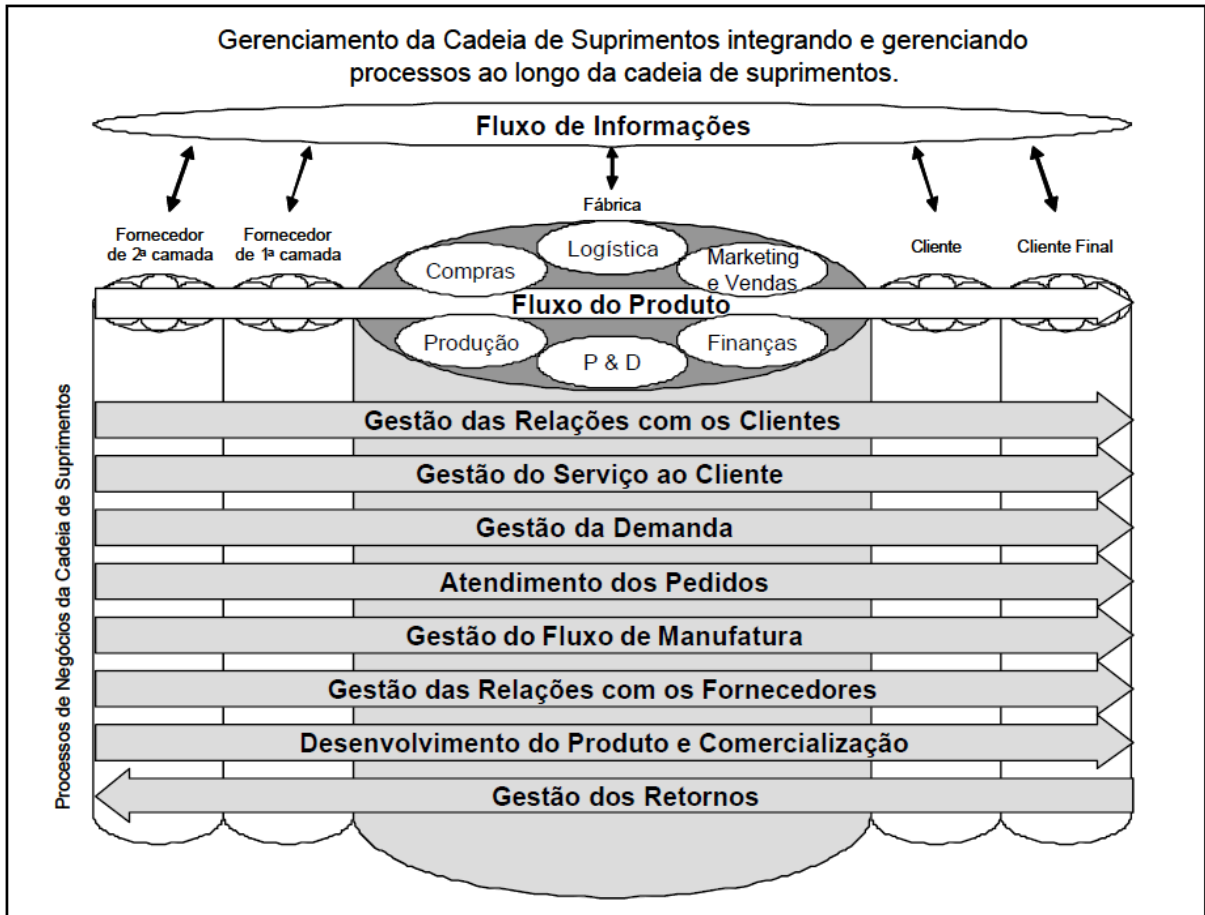 Gerenciamento da Cadeia de Suprimentos integrando e gerenciando
processos ao longo da cadeia de suprimentos.
Fluxo de Informações
Fábrica
Fornecedor
de 2ª camada
Fornecedor
de 1ª camada
Cliente
Cliente Final
Logística
Compras
Marketing
e Vendas
Fluxo do Produto
Produção
Finanças
P & D
Processos de Negócios da Cadeia de Suprimentos
Gestão das Relações com os Clientes
Gestão do Serviço ao Cliente
Gestão da Demanda
Atendimento dos Pedidos
Gestão do Fluxo de Manufatura
Gestão das Relações com os Fornecedores
Desenvolvimento do Produto e Comercialização
Gestão dos Retornos